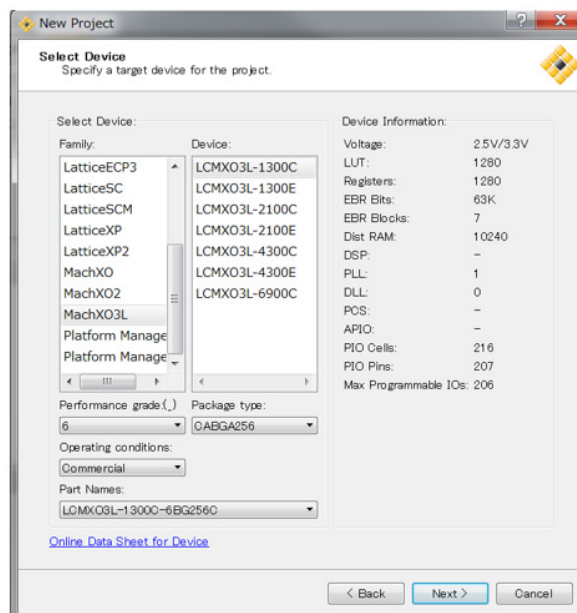 New Project
Select Device
Specify a target device for the project.
Select Device:
Family:
LatticeECP3
LatticeSC
LatticeSCM
LatticeXP
LatticeXP2
MachXO
MachXO2
MachXO3L
Platform Manage
Platform Manage
Device:
LCMXO3L-1300C
LCMXO3L-1300E
LCMXO3L-2100C
LCMXO3L-2100E
LCMXO3L-4300C
LCMXO3L-4300E
LCMXO3L-6900C
Performance grade:(_)
6
Package type:
CABGA256
Operating conditions:
Commercial
Part Names:
LCMXO3L-1300C-6BG256C
Online Data Sheet for Device
Device Information:
Voltage: 2.5V/3.3V
LUT: 1280
Registers: 1280
EBR Bits: 63K
EBR Blocks: 7
Dist RAM: 10240
DSP: -
PLL: 1
DLL: 0
PCS: -
APIO: -
PIO Cells: 216
PIO Pins: 207
Max Programmable IOs: 206
< Back
Next >
Cancel